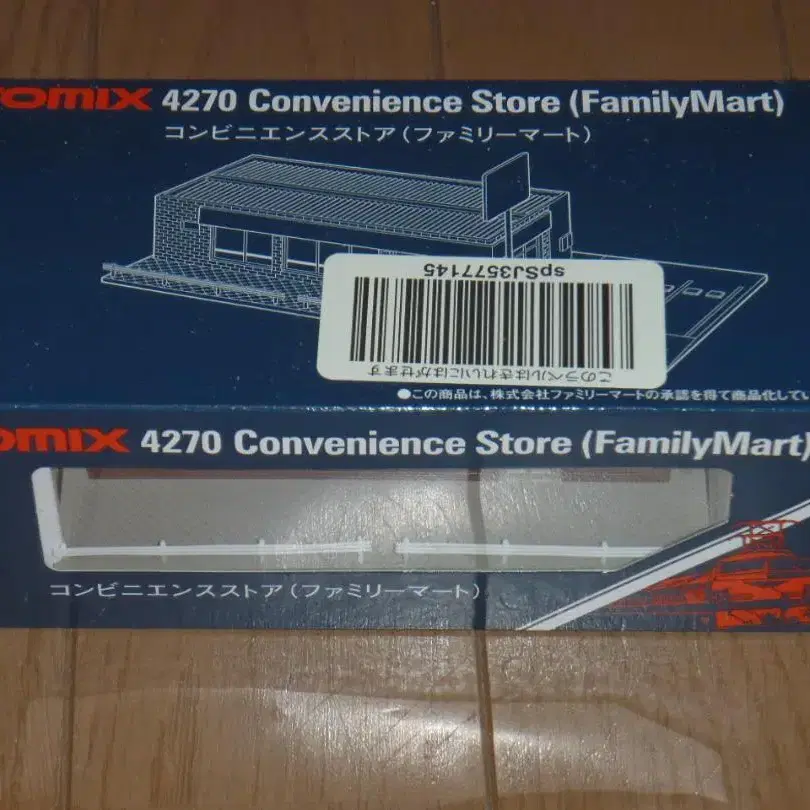 TOMIX 4270 Convenience Store (FamilyMart)
コンビニエンスストア(ファミリーマート)
spSJ3577145
このラベルはきれいにはがせます
●この商品は、株式会社ファミリーマートの承認を得て商品化してい
TOMIX 4270 Convenience Store (FamilyMart)
コンビニエンスストア(ファミリーマート)